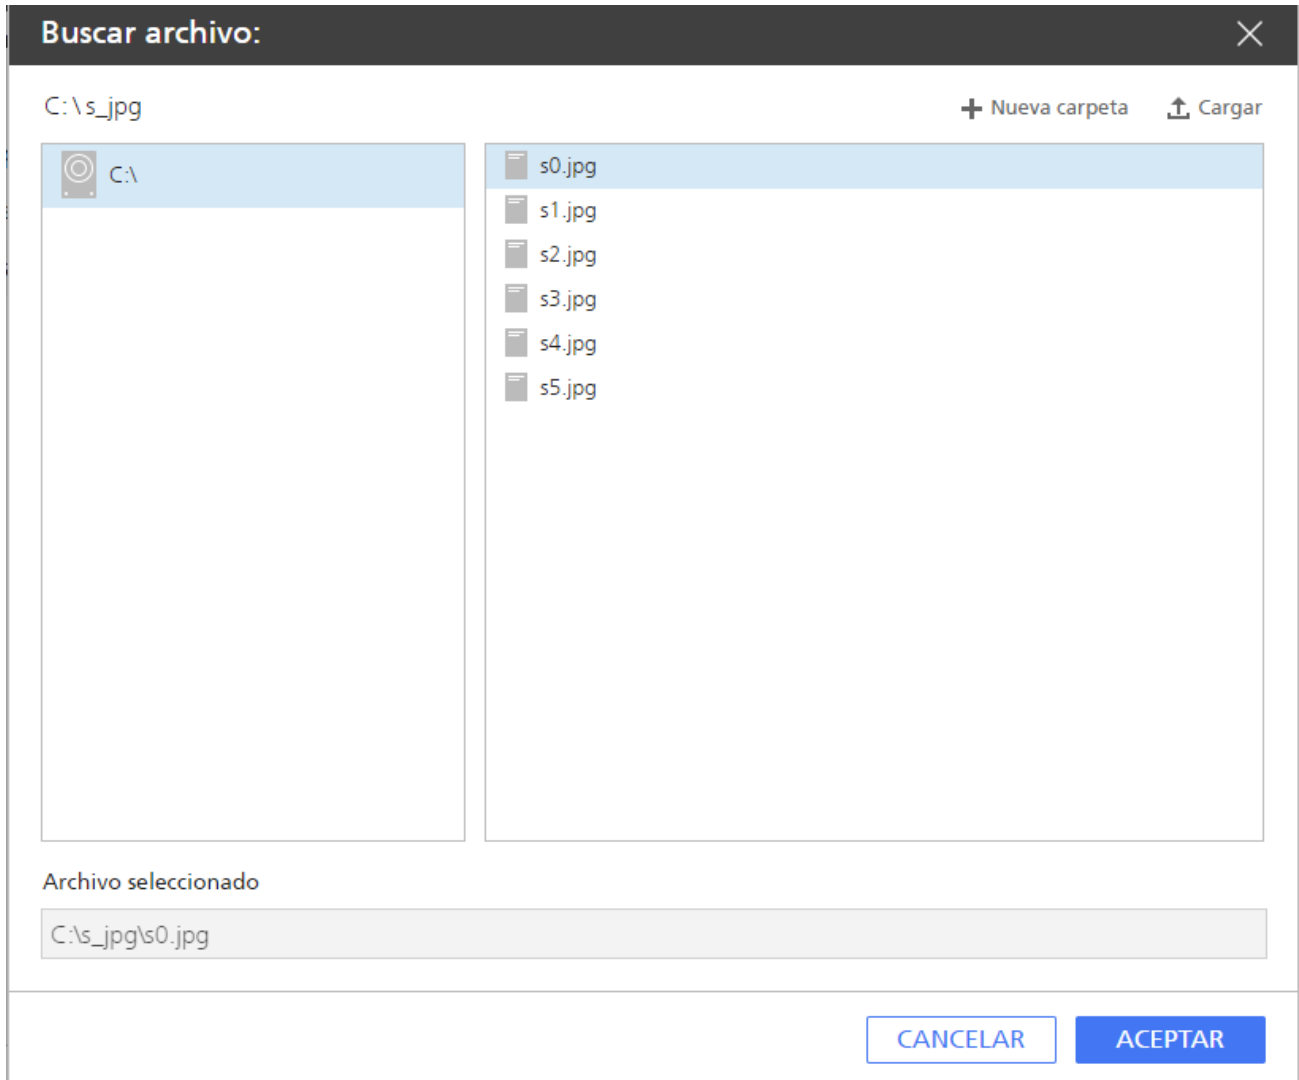 Buscar archivo:
C: \ s_jpg
Nueva carpeta
Cargar
C:\
s0.jpg
s1.jpg
s2.jpg
s3.jpg
s4.jpg
s5.jpg
Archivo seleccionado
C:\s_jpg\s0.jpg
CANCELAR
ACEPTAR